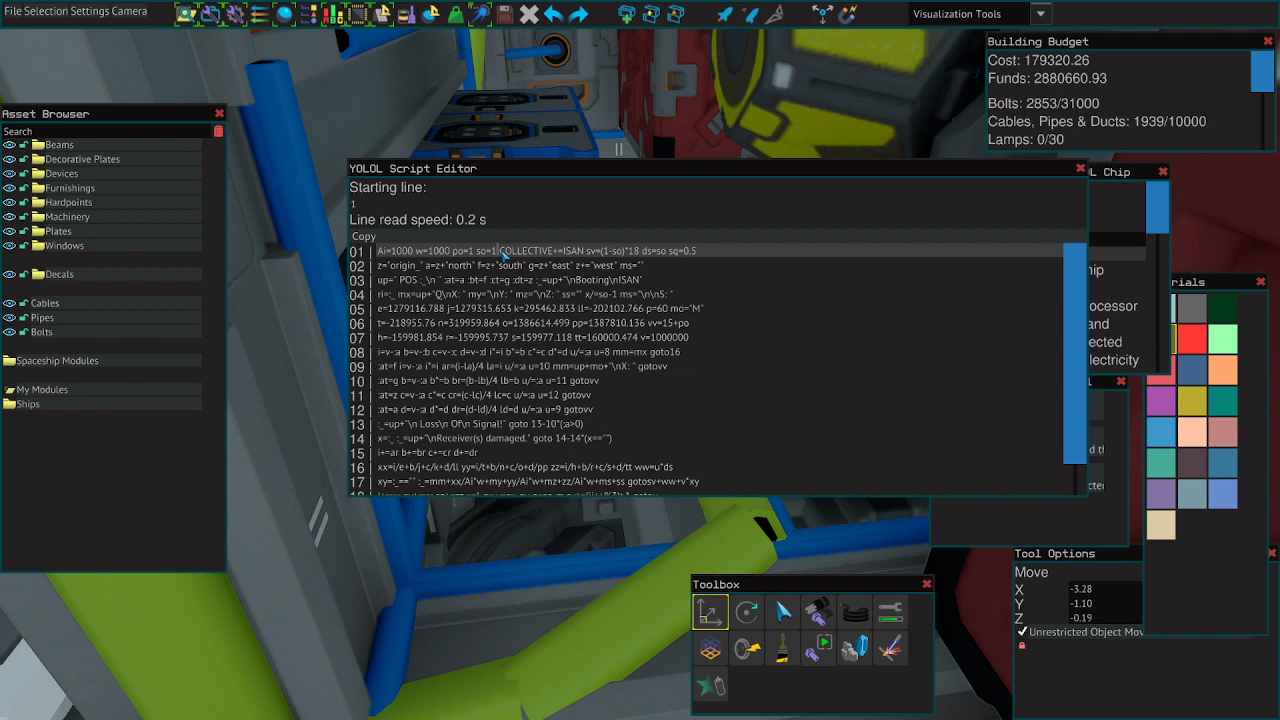 File Selection Settings Camera
Visualization Tools
Building Budget
Cost: 179320.26
Funds: 2880660.93
Bolts: 2853/31000
Cables, Pipes & Ducts: 1939/10000
Lamps: 0/30
Asset Browser
Search
Beams
Decorative Plates
Devices
Furnishings
Hardpoints
Machinery
Plates
Windows
Decals
Cables
Pipes
Bolts
Spaceship Modules
My Modules
Ships
YOLOL Script Editor
Starting line:
1
Line read speed: 0.2 s
Copy
01 Ai=1000 w=1000 po=1 so=1 COLLECTIVE+=ISAN sv=(1-so)*18 ds=so sq=0.5
02 z="origin_" a=z+"north" f=z+"south" g=z+"east" z+="west" ms=""
03 up=" POS :_\n " :at=a :bt=f :ct=g :dt=z :_=up+"\nBooting\nISAN"
04 ri=:_ mx=up+"Q\nX: " my="\nY: " mz="\nZ: " ss="" x/=so-1 ms="\n\nS: "
05 e=1279116.788 j=1279315.653 k=295462.833 ll=-202102.766 p=60 mo="M"
06 t=-218955.76 n=319959.864 o=1386614.499 pp=1387810.136 vv=15+po
07 h=-159981.854 r=-159995.737 s=159977.118 tt=160000.474 v=1000000
08 i=v-:a b=v-:b c=v-:c d=v-:d i*=i b*=b c*=c d*=d u/=:a u=8 mm=mx goto16
09 :at=f i=v-:a i*=i ar=(i-la)/4 la=i u/=:a u=10 mm=up+mo+"\nX: " gotovv
10 :at=g b=v-:a b*=b br=(b-lb)/4 lb=b u/=:a u=11 gotovv
11 :at=z c=v-:a c*=c cr=(c-lc)/4 lc=c u/=:a u=12 gotovv
12 :at=a d=v-:a d*=d dr=(d-ld)/4 ld=d u/=:a u=9 gotovv
13 :_=up+"\n Loss\n Of\n Signal!" goto 13-10*(:a>0)
14 x=:_ :_=up+"\nReceiver(s) damaged." goto 14-14*(x=="")
15 i+=ar b+=br c+=cr d+=dr
16 xx=i/e+b/j+c/k+d/ll yy=i/t+b/n+c/o+d/pp zz=i/h+b/r+c/s+d/tt ww=u*ds
17 xy=:_=="" :_=mm+xx/Ai*w+my+yy/Ai*w+mz+zz/Ai*w+ms+ss gotosv+ww+v*xy
Toolbox
Tool Options
Move
X -3.28
Y -1.10
Z -0.19
Unrestricted Object Mov